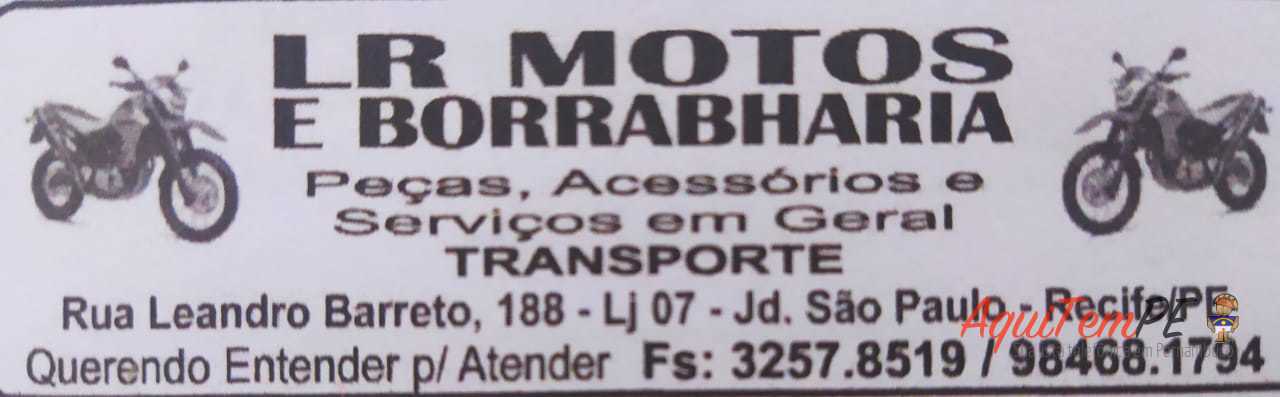 LR MOTOS
E BORRABHARIA
Peças, Acessórios e
Serviços em Geral
TRANSPORTE
Rua Leandro Barreto, 188 - Lj 07 - Jd. São Paulo - Recife/PE
AquiTemPE
Querendo Entender p/ Atender Fs: 3257.8519 / 98468.1794